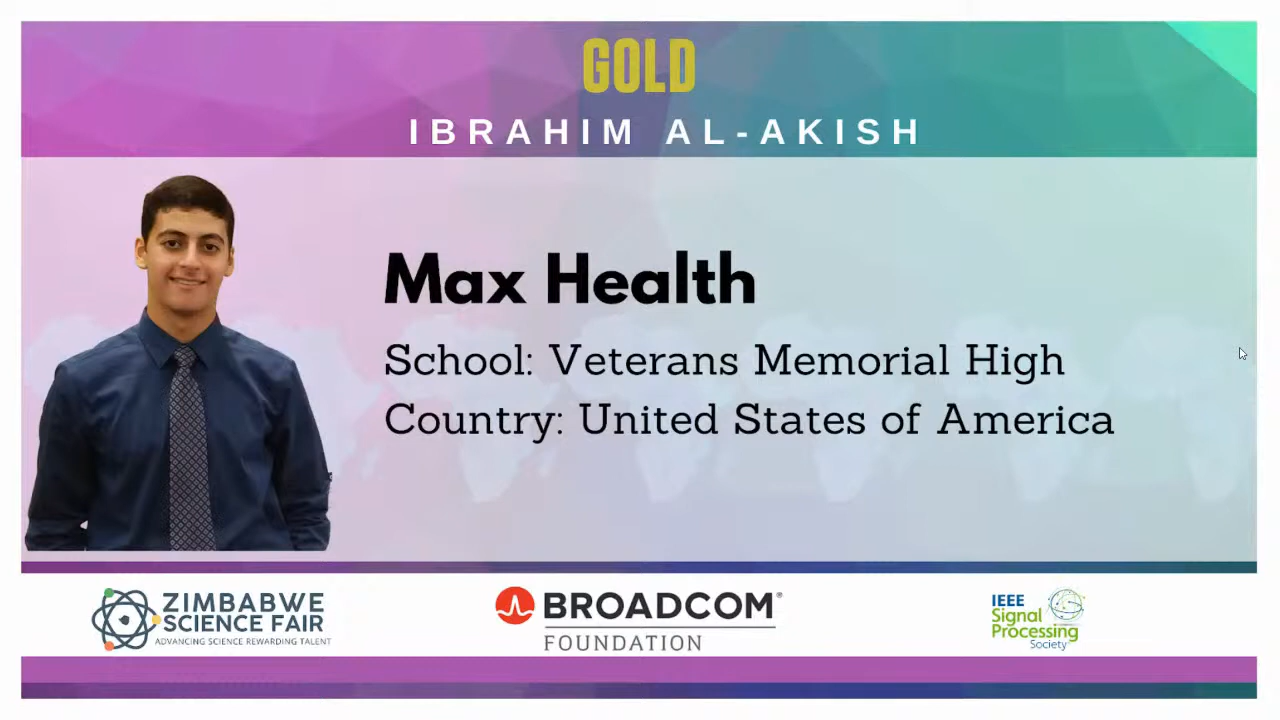 GOLD
IBRAHIM AL-AKISH
Max Health
School: Veterans Memorial High
Country: United States of America
ZIMBABWE
SCIENCE FAIR
ADVANCING SCIENCE REWARDING TALENT
BROADCOM®
FOUNDATION
IEEE
Signal
Processing
Society